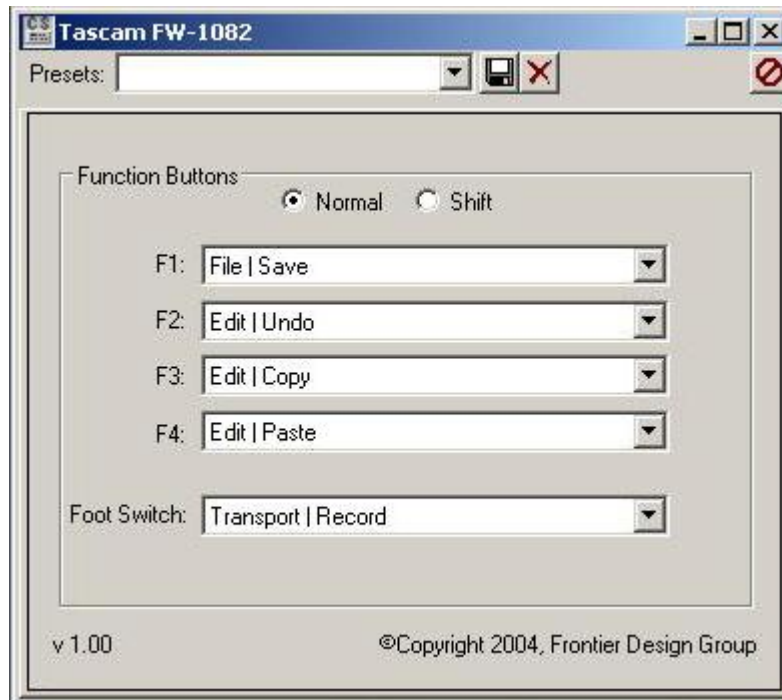 Tascam FW-1082
Presets:
Function Buttons
Normal Shift
F1: File | Save
F2: Edit | Undo
F3: Edit | Copy
F4: Edit | Paste
Foot Switch: Transport | Record
v 1.00 ©Copyright 2004, Frontier Design Group